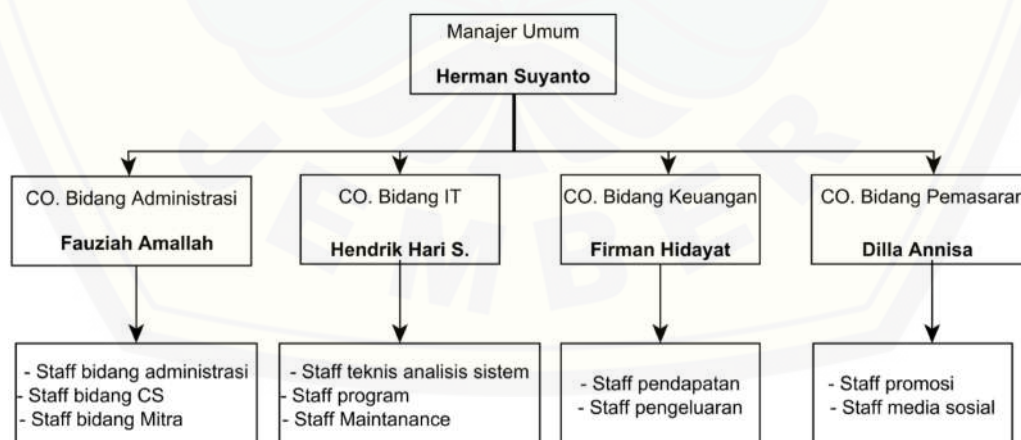 Manajer Umum
Herman Suyanto
CO. Bidang Administrasi
Fauziah Amallah
CO. Bidang IT
Hendrik Hari S.
CO. Bidang Keuangan
Firman Hidayat
CO. Bidang Pemasaran
Dilla Annisa
- Staff bidang administrasi
- Staff bidang CS
- Staff bidang Mitra
- Staff teknis analisis sistem
- Staff program
- Staff Maintanance
- Staff pendapatan
- Staff pengeluaran
- Staff promosi
- Staff media sosial
JEMBER